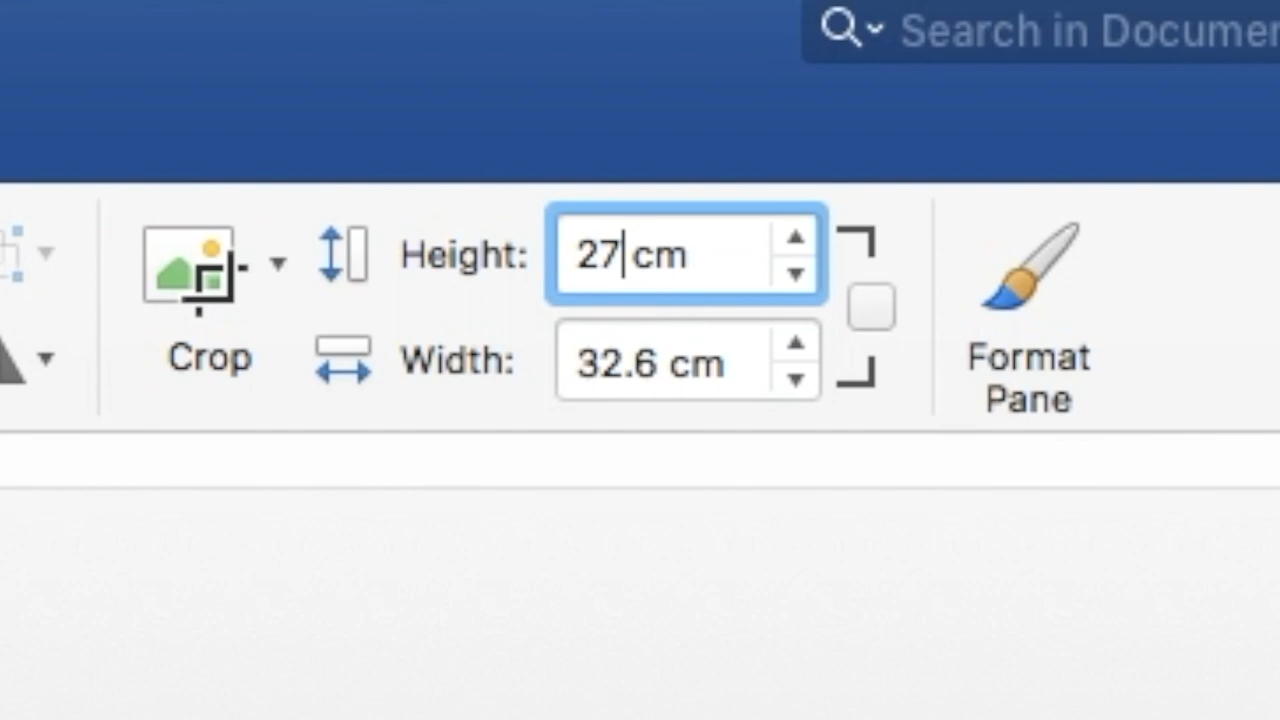 Search in Documen
Height: 27 cm
Crop
Width: 32.6 cm
Format
Pane